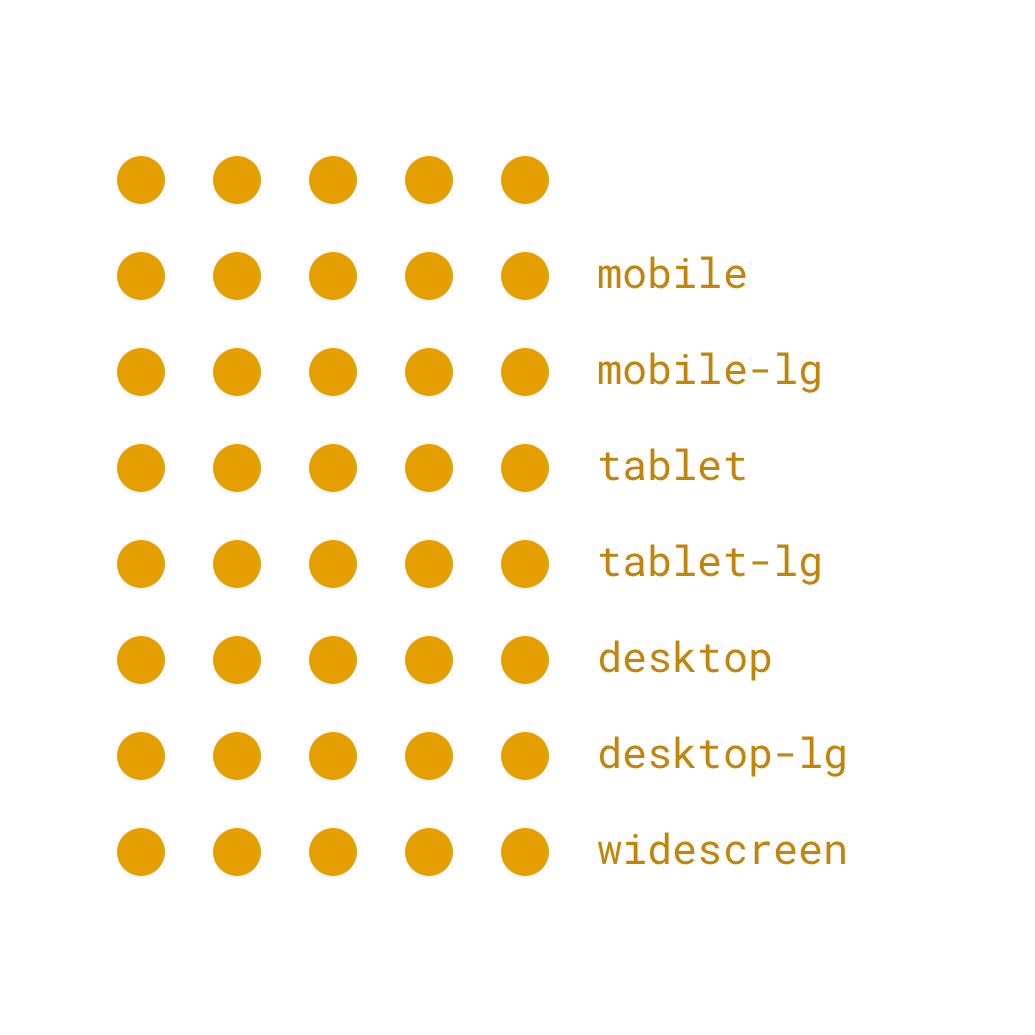 mobile
mobile-lg
tablet
tablet-lg
desktop
desktop-lg
widescreen